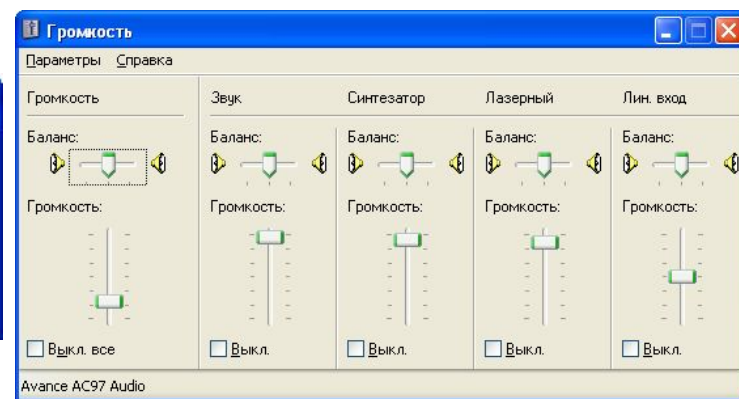 Громкость
Параметры Справка
Громкость Звук Синтезатор Лазерный Лин. вход
Баланс: Баланс: Баланс: Баланс: Баланс:
Громкость: Громкость: Громкость: Громкость: Громкость:
Выкл. все Выкл. Выкл. Выкл. Выкл.
Avance AC97 Audio